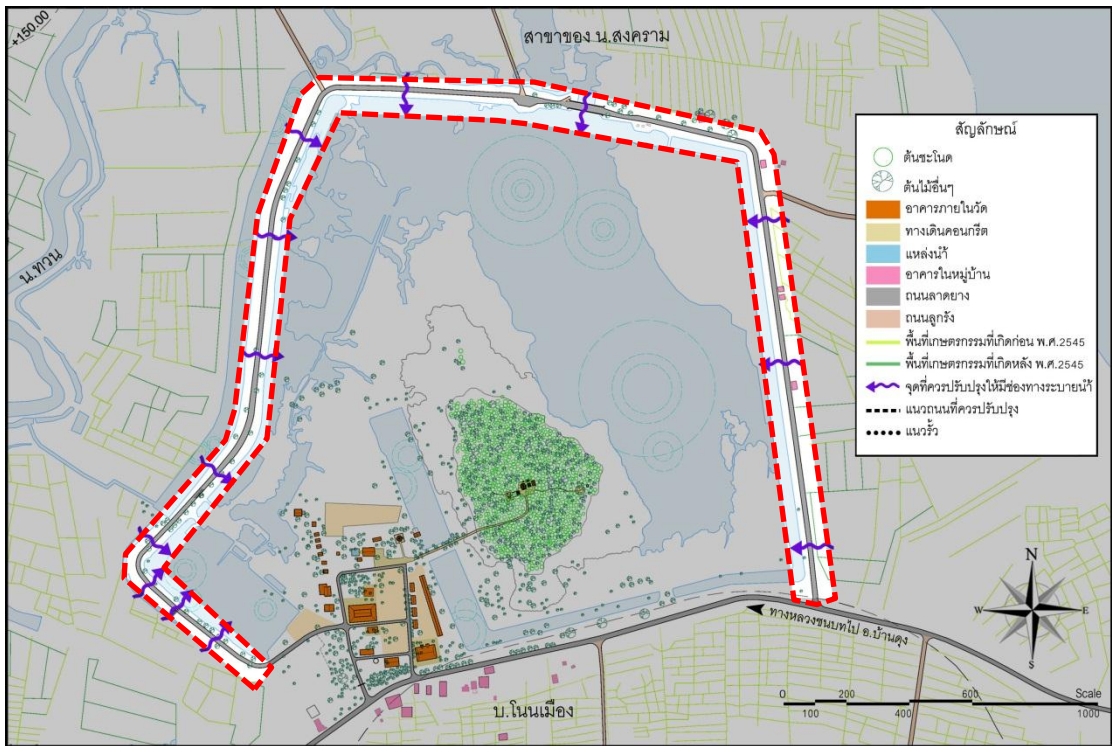 +150.00
สาขาของ น.สงคราม
น.ทวน
สัญลักษณ์
ต้นชะโนด
ต้นไม้อื่นๆ
อาคารภายในวัด
ทางเดินคอนกรีต
แหล่งน้ำ
อาคารในหมู่บ้าน
ถนนลาดยาง
ถนนลูกรัง
พื้นที่เกษตรกรรมที่เกิดก่อน พ.ศ.2545
พื้นที่เกษตรกรรมที่เกิดหลัง พ.ศ.2545
จุดที่ควรปรับปรุงให้มีช่องทางระบายน้ำ
แนวถนนที่ควรปรับปรุง
แนวรั้ว
N
W E
S
ทางหลวงชนบทไป อ.บ้านดุง
บ.โนนเมือง
0 200 600 Scale
100 400 1000